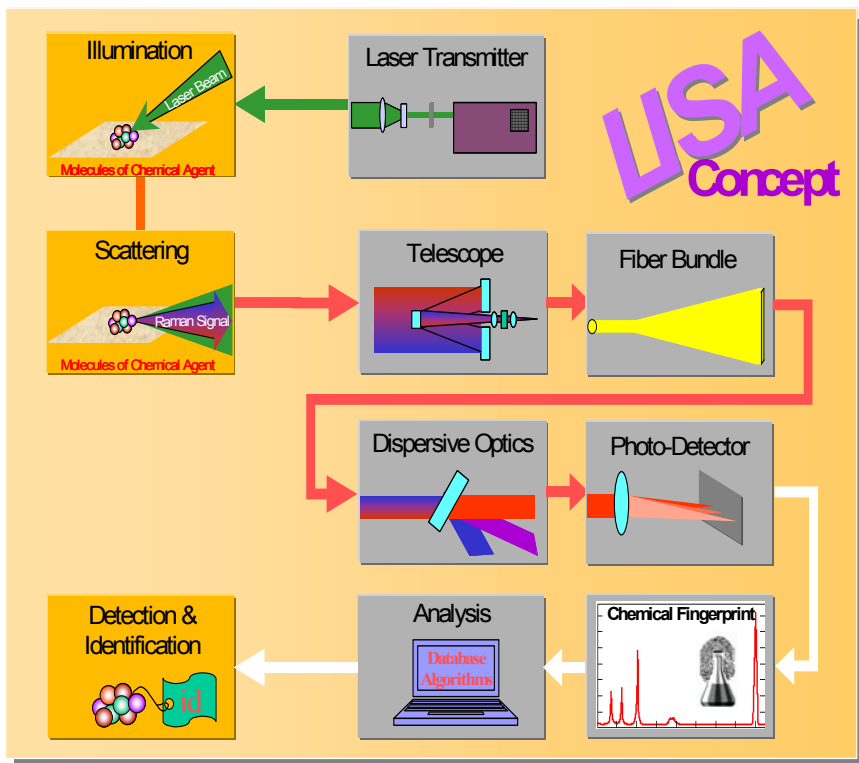 Illumination
Laser Beam
Molecules of Chemical Agent
Laser Transmitter
LISA
Concept
Scattering
Raman Signal
Molecules of Chemical Agent
Telescope
Fiber Bundle
Dispersive Optics
Photo-Detector
Detection &
Identification
id
Analysis
Database
Algorithms
Chemical Fingerprint